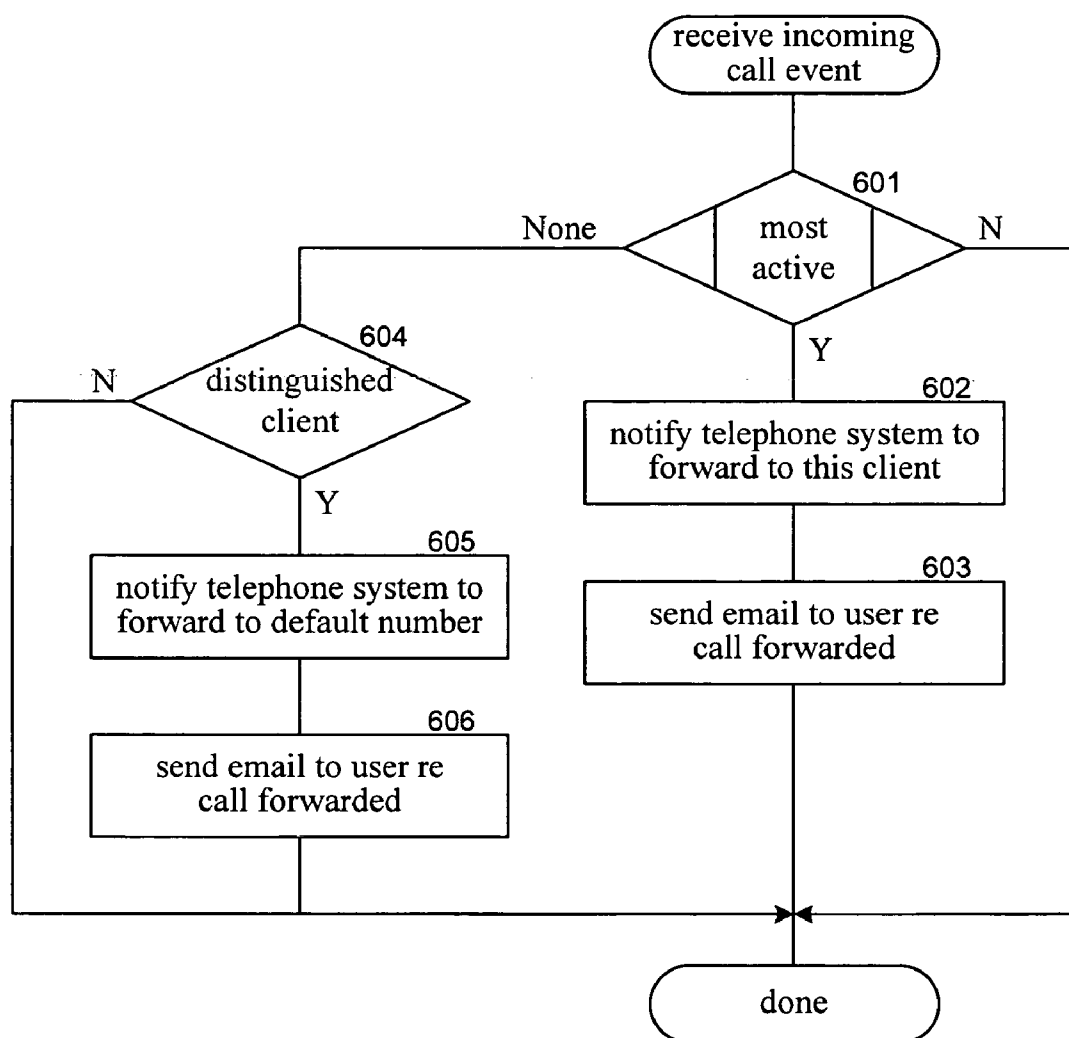 receive incoming
call event
601
None
most
active
N
Y
604
N
distinguished
client
Y
602
notify telephone system to
forward to this client
605
notify telephone system to
forward to default number
603
send email to user re
call forwarded
606
send email to user re
call forwarded
done